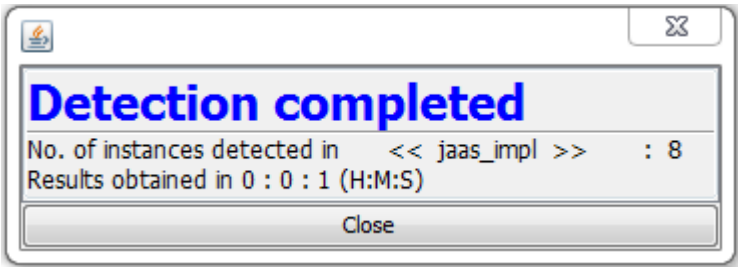 Detection completed
No. of instances detected in << jaas_impl >> : 8
Results obtained in 0 : 0 : 1 (H:M:S)
Close